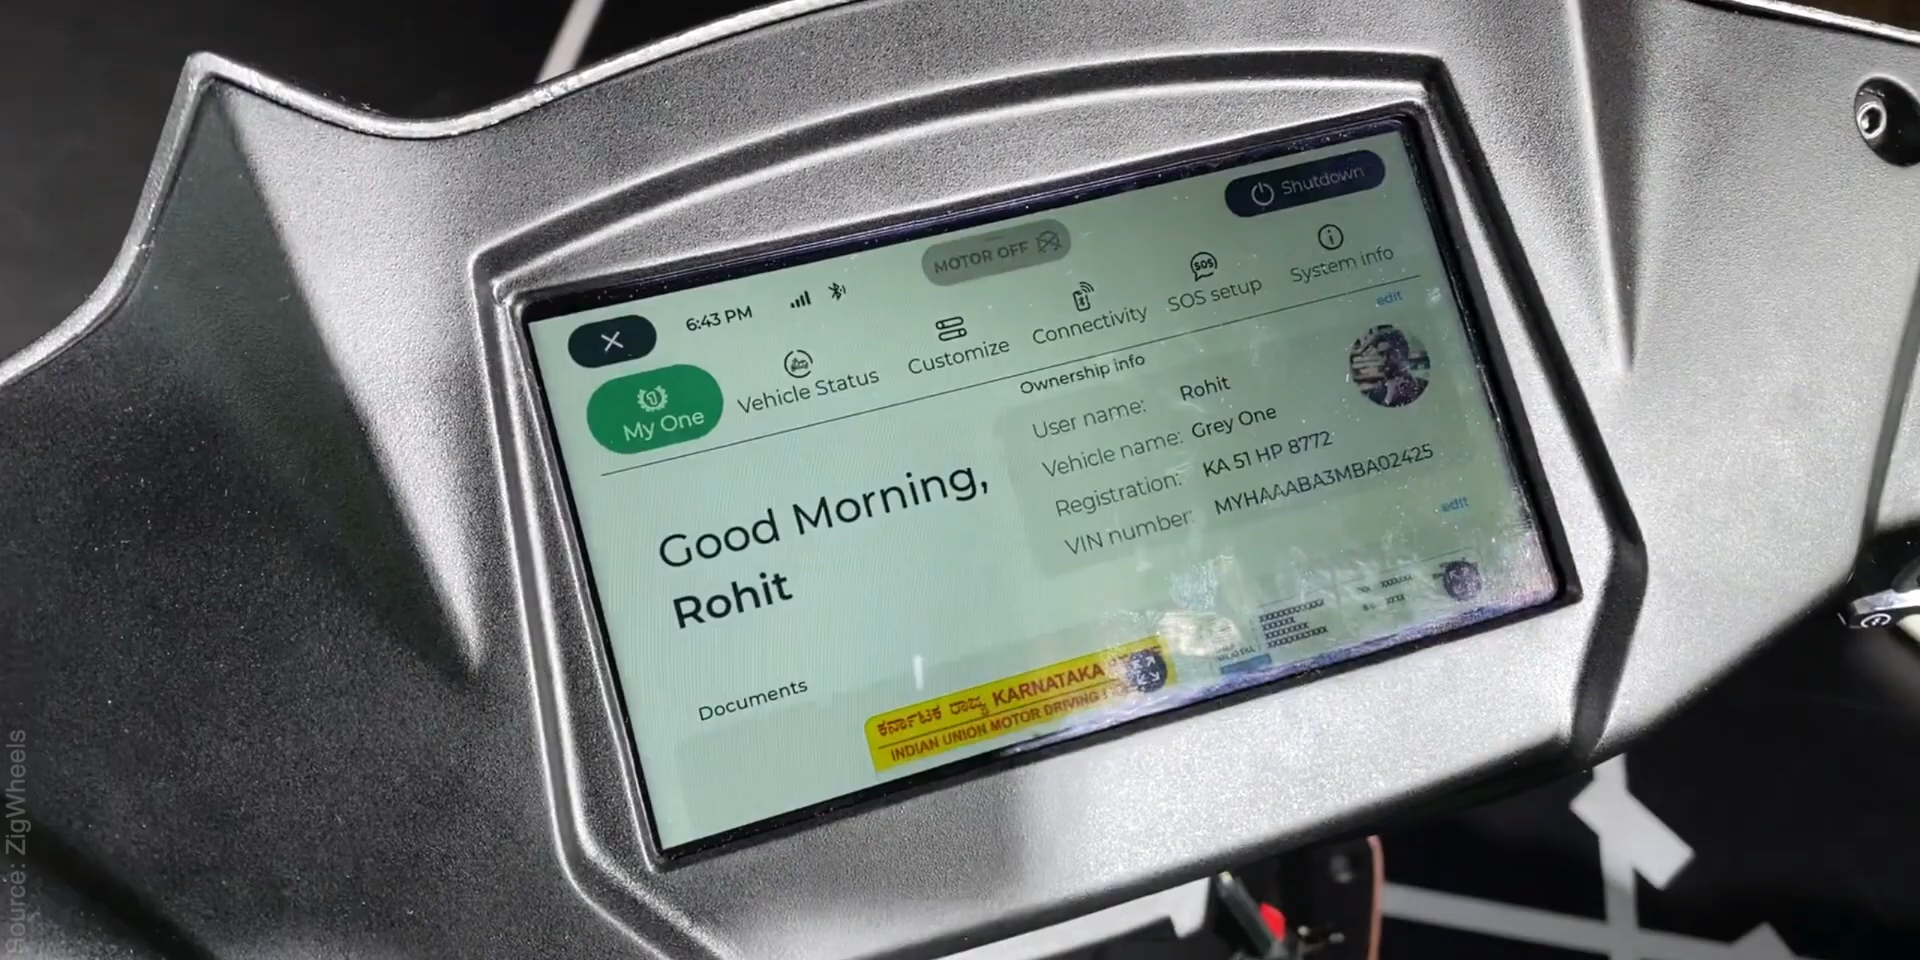 Shutdown
MOTOR OFF
6:43 PM
My One
Vehicle Status
Customize
Connectivity
SOS
SOS setup
System info
edit
Good Morning,
Rohit
Ownership info
User name: Rohit
Vehicle name: Grey One
Registration: KA 51 HP 8772
VIN number: MYHAAABA3MBA02425
edit
Documents
ಕರ್ನಾಟಕ ರಾಜ್ಯ KARNATAKA
INDIAN UNION MOTOR DRIVING
Source: ZigWheels